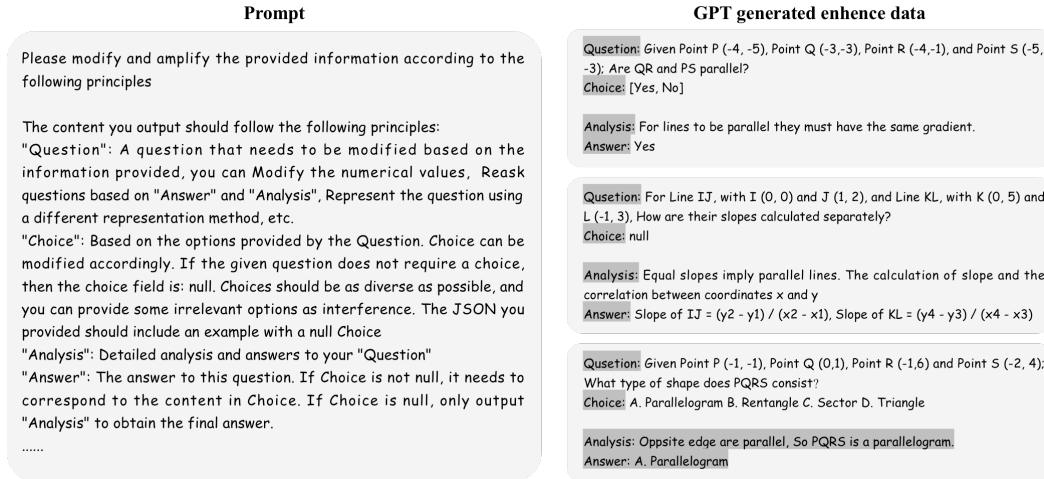 Prompt
Please modify and amplify the provided information according to the
following principles
The content you output should follow the following principles:
"Question": A question that needs to be modified based on the
information provided, you can Modify the numerical values, Reask
questions based on "Answer" and "Analysis", Represent the question using
a different representation method, etc.
"Choice": Based on the options provided by the Question. Choice can be
modified accordingly. If the given question does not require a choice,
then the choice field is: null. Choices should be as diverse as possible, and
you can provide some irrelevant options as interference. The JSON you
provided should include an example with a null Choice
"Analysis": Detailed analysis and answers to your "Question"
"Answer": The answer to this question. If Choice is not null, it needs to
correspond to the content in Choice. If Choice is null, only output
"Analysis" to obtain the final answer.
......
GPT generated enhence data
Qusetion: Given Point P (-4, -5), Point Q (-3,-3), Point R (-4,-1), and Point S (-5,
-3); Are QR and PS parallel?
Choice: [Yes, No]
Analysis: For lines to be parallel they must have the same gradient.
Answer: Yes
Qusetion: For Line IJ, with I (0, 0) and J (1, 2), and Line KL, with K (0, 5) and
L (-1, 3), How are their slopes calculated separately?
Choice: null
Analysis: Equal slopes imply parallel lines. The calculation of slope and the
correlation between coordinates x and y
Answer: Slope of IJ = (y2 - y1) / (x2 - x1), Slope of KL = (y4 - y3) / (x4 - x3)
Qusetion: Given Point P (-1, -1), Point Q (0,1), Point R (-1,6) and Point S (-2, 4);
What type of shape does PQRS consist?
Choice: A. Parallelogram B. Rentangle C. Sector D. Triangle
Analysis: Oppsite edge are parallel, So PQRS is a parallelogram.
Answer: A. Parallelogram